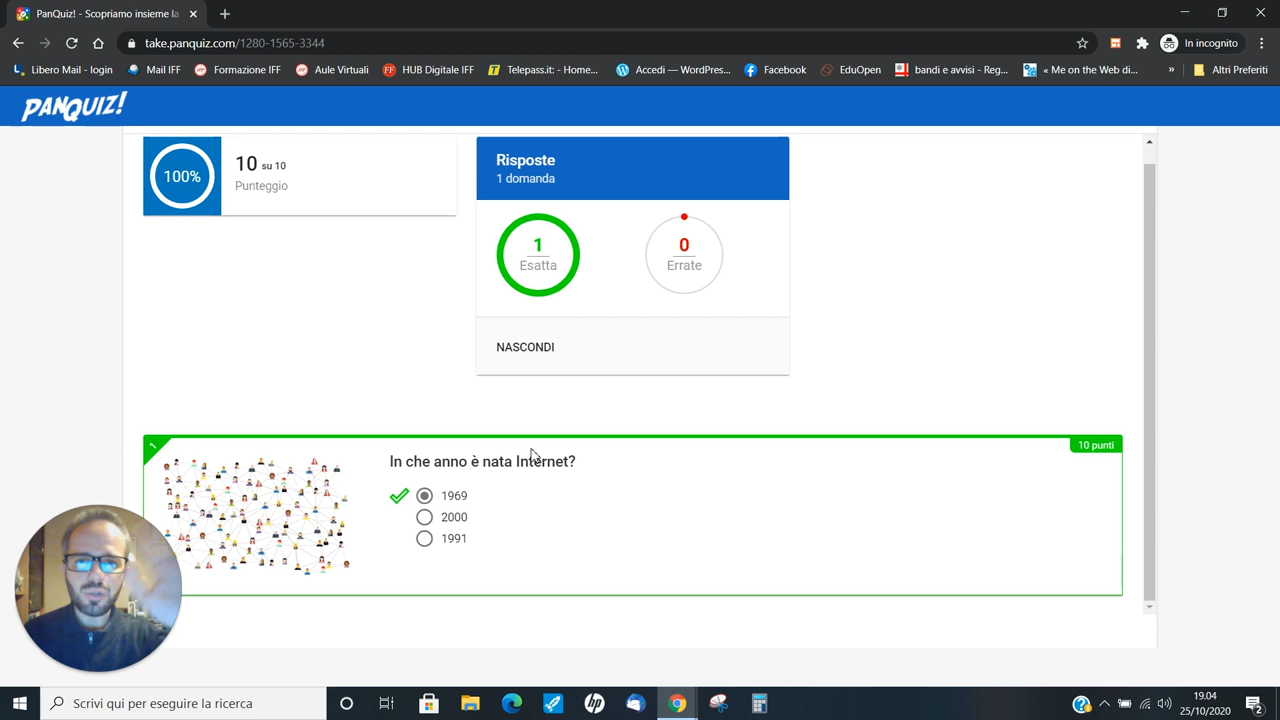 PanQuiz! - Scopriamo insieme la
take.panquiz.com/1280-1565-3344
In incognito
Libero Mail - login
Mail IFF
Formazione IFF
Aule Virtuali
HUB Digitale IFF
Telepass.it: - Home...
Accedi — WordPres...
Facebook
EduOpen
bandi e avvisi - Reg...
« Me on the Web di...
»
Altri Preferiti
PANQUIZ!
100%
10 su 10
Punteggio
Risposte
1 domanda
1
Esatta
0
Errate
NASCONDI
1
10 punti
In che anno è nata Internet?
1969
2000
1991
Scrivi qui per eseguire la ricerca
19.04
25/10/2020
2